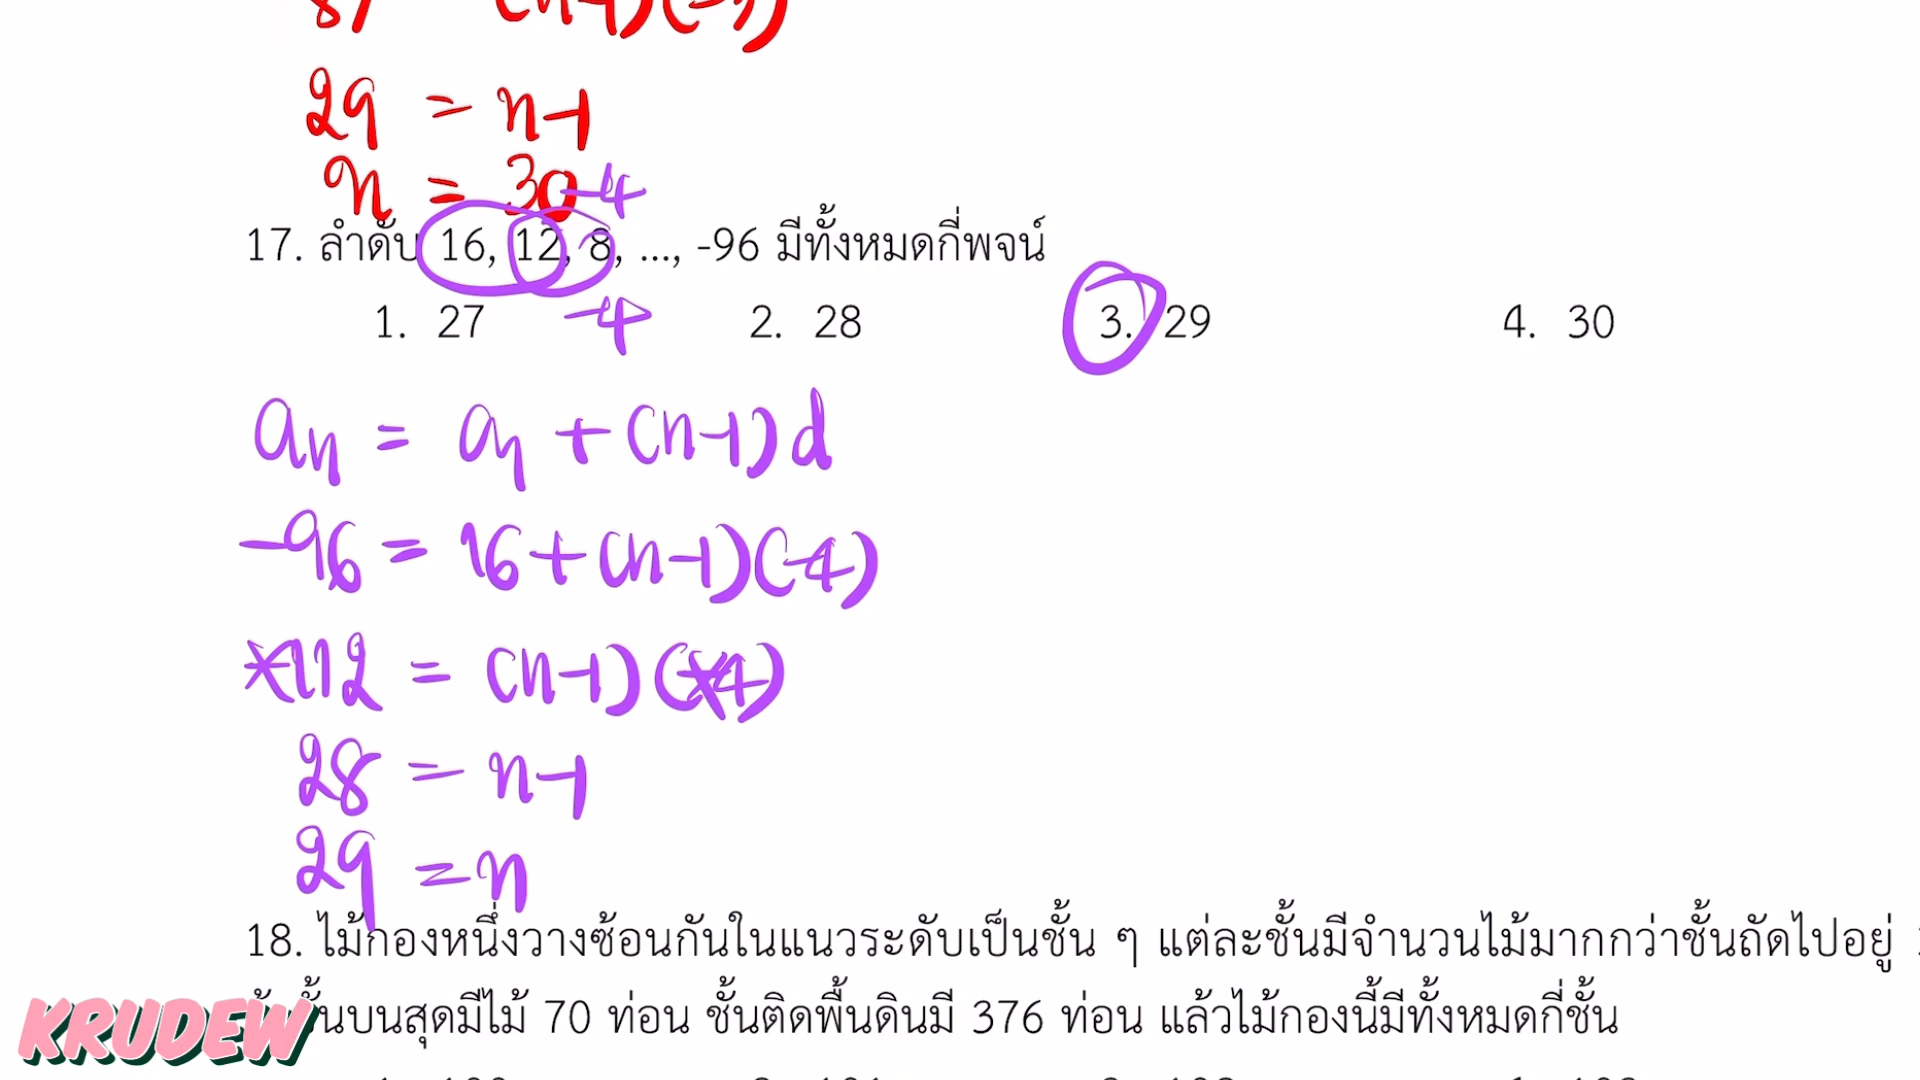 29 = n-1
n = 30
-4
17. ลำดับ 16, 12, 8, ..., -96 มีทั้งหมดกี่พจน์
-4
1. 27 2. 28 3. 29 4. 30
an = a1 + (n-1)d
-96 = 16 + (n-1)(-4)
-112 = (n-1)(-4)
28 = n-1
29 = n
18. ไม้กองหนึ่งวางซ้อนกันในแนวระดับเป็นชั้น ๆ แต่ละชั้นมีจำนวนไม้มากกว่าชั้นถัดไปอยู่
ชั้นบนสุดมีไม้ 70 ท่อน ชั้นติดพื้นดินมี 376 ท่อน แล้วไม้กองนี้มีทั้งหมดกี่ชั้น
KRUDEW